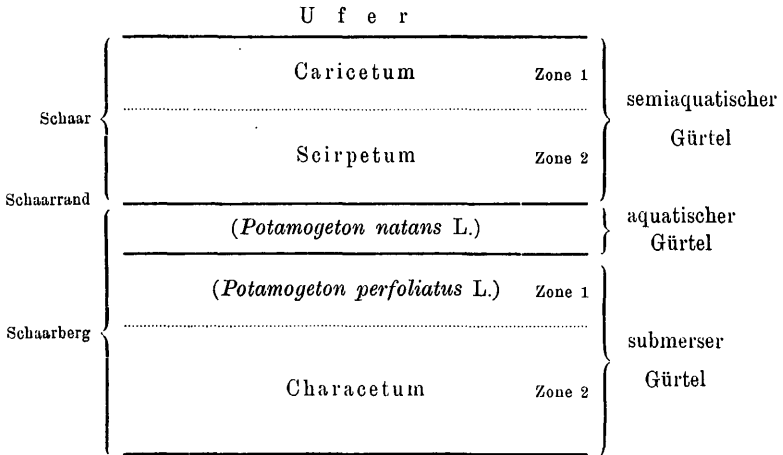 Ufer
Caricetum Zone 1
semiaquatischer
Schaar
Gürtel
Scirpetum Zone 2
Schaarrand
(Potamogeton natans L.)
aquatischer
Gürtel
(Potamogeton perfoliatus L.) Zone 1
Schaarberg
submerser
Gürtel
Characetum Zone 2